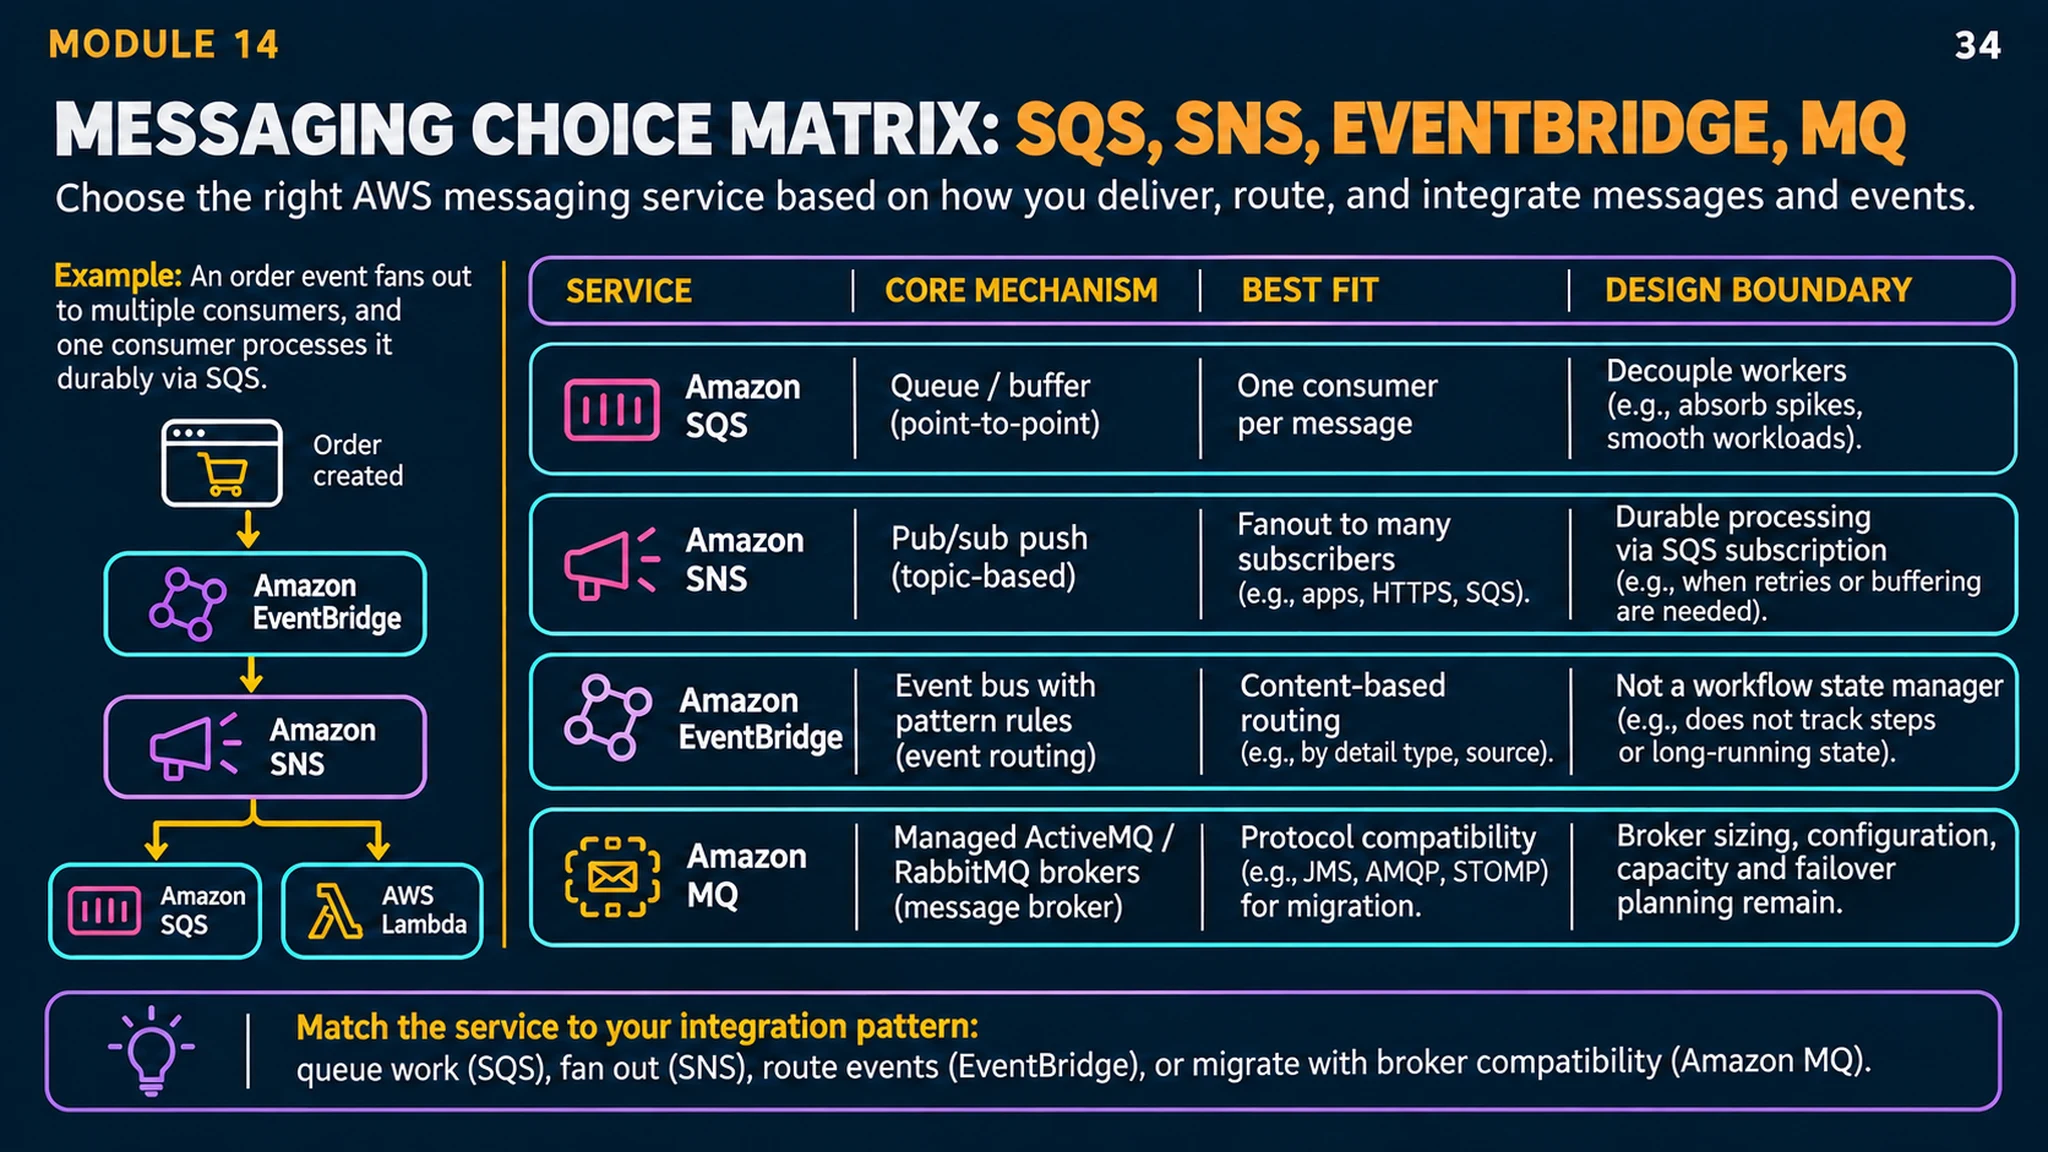 MODULE 14
34
MESSAGING CHOICE MATRIX: SQS, SNS, EVENTBRIDGE, MQ
Choose the right AWS messaging service based on how you deliver, route, and integrate messages and events.
Example: An order event fans out
to multiple consumers, and
one consumer processes it
durably via SQS.
Order
created
Amazon
EventBridge
Amazon
SNS
Amazon
SQS
AWS
Lambda
SERVICE
CORE MECHANISM
BEST FIT
DESIGN BOUNDARY
Amazon
SQS
Queue / buffer
(point-to-point)
One consumer
per message
Decouple workers
(e.g., absorb spikes,
smooth workloads).
Amazon
SNS
Pub/sub push
(topic-based)
Fanout to many
subscribers
(e.g., apps, HTTPS, SQS).
Durable processing
via SQS subscription
(e.g., when retries or buffering
are needed).
Amazon
EventBridge
Event bus with
pattern rules
(event routing)
Content-based
routing
(e.g., by detail type, source).
Not a workflow state manager
(e.g., does not track steps
or long-running state).
Amazon
MQ
Managed ActiveMQ /
RabbitMQ brokers
(message broker)
Protocol compatibility
(e.g., JMS, AMQP, STOMP)
for migration.
Broker sizing, configuration,
capacity and failover
planning remain.
Match the service to your integration pattern:
queue work (SQS), fan out (SNS), route events (EventBridge), or migrate with broker compatibility (Amazon MQ).